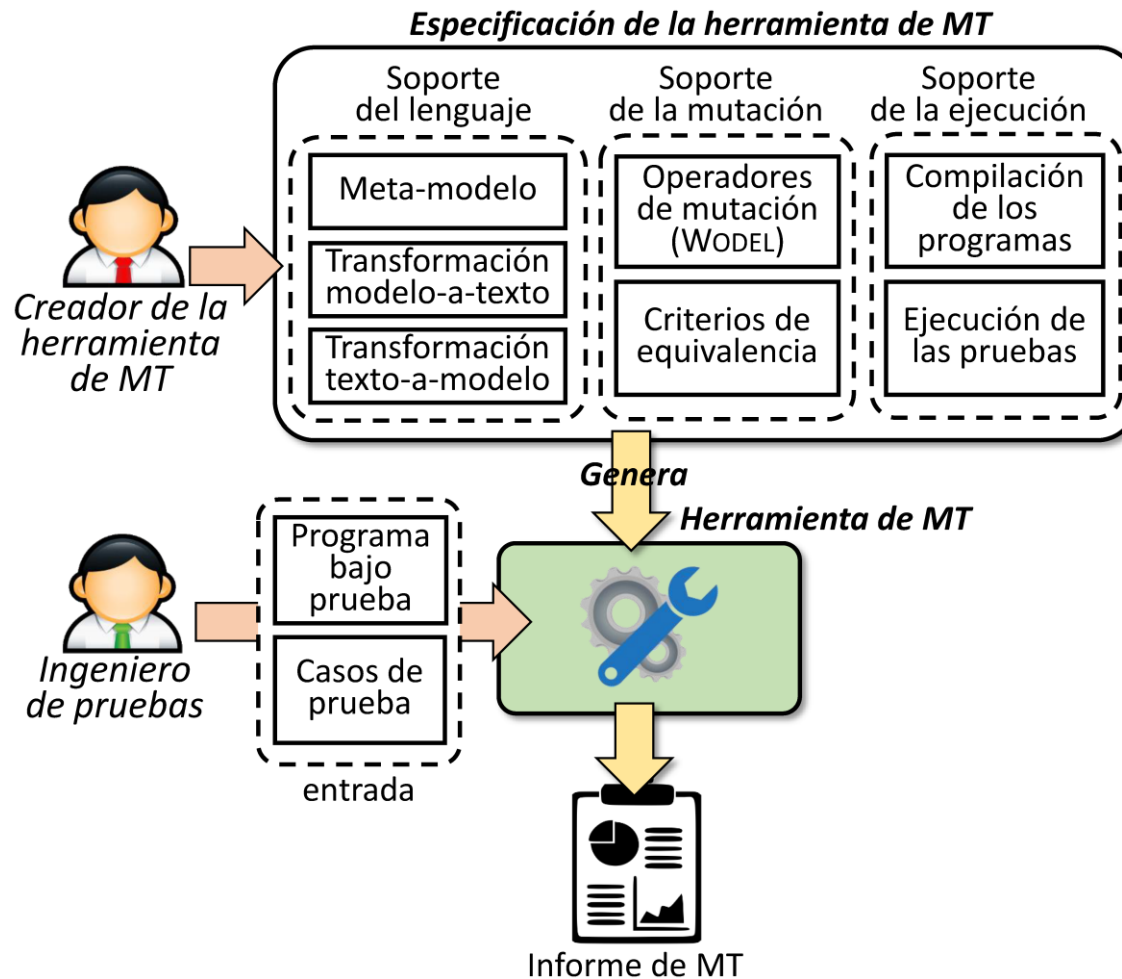 Especificación de la herramienta de MT
Soporte
del lenguaje
Meta-modelo
Transformación
modelo-a-texto
Transformación
texto-a-modelo
Soporte
de la mutación
Operadores
de mutación
(WODEL)
Criterios de
equivalencia
Soporte
de la ejecución
Compilación
de los
programas
Ejecución de
las pruebas
Creador de la
herramienta
de MT
Genera
Herramienta de MT
Programa
bajo
prueba
Casos de
prueba
entrada
Ingeniero
de pruebas
Informe de MT